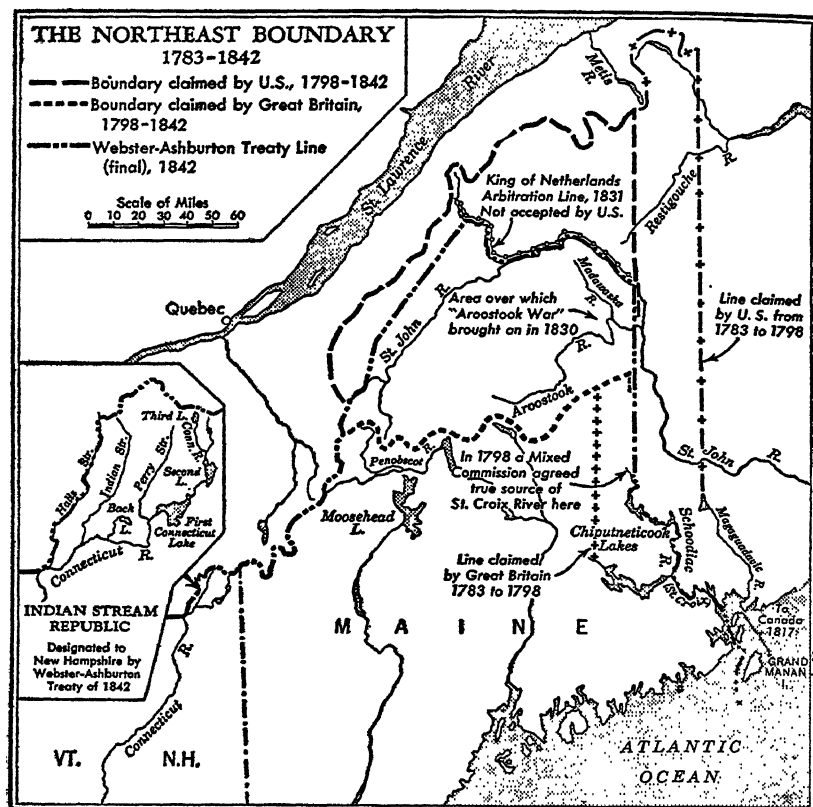 THE NORTHEAST BOUNDARY
1783-1842
Boundary claimed by U.S., 1798-1842
Boundary claimed by Great Britain,
1798-1842
Webster-Ashburton Treaty Line
(final), 1842
Scale of Miles
0 10 20 30 40 50 60
Metis
R.
St. Lawrence
River
King of Netherlands
Arbitration Line, 1831
Not accepted by U.S.
Restigouche
R.
Quebec
St. John
R.
Area over which
"Aroostook War"
brought on in 1830
Madawaska
R.
Line claimed
by U.S. from
1783 to 1798
Aroostook
R.
St. John
R.
Third L.
Conn. R.
Second
L.
First
Connecticut
Lake
Halls Str.
Indian Str.
Perry Str.
Back
L.
Connecticut
R.
Penobscot
Moosehead
L.
In 1798 a Mixed
Commission agreed
true source of
St. Croix River here
Chiputneticook
Lakes
Schoodiac
R.
Magaguadavic
R.
Line claimed
by Great Britain
1783 to 1798
(St. Cr.
R.
INDIAN STREAM
REPUBLIC
Designated to
New Hampshire by
Webster-Ashburton
Treaty of 1842
MAINE
To
Canada
1817
GRAND
MANAN
I.
Connecticut
R.
VT.
N.H.
ATLANTIC
OCEAN